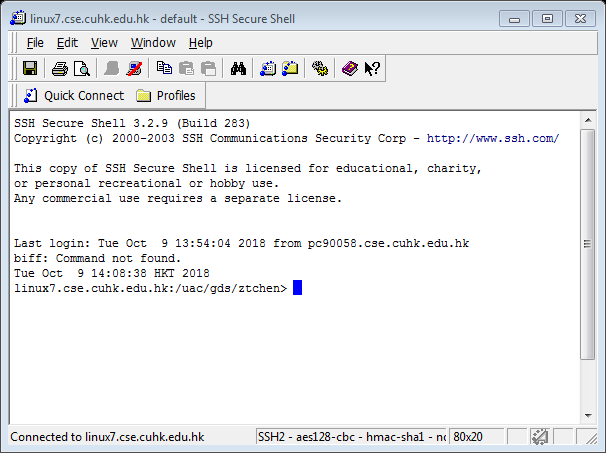 linux7.cse.cuhk.edu.hk - default - SSH Secure Shell
File Edit View Window Help
Quick Connect Profiles
SSH Secure Shell 3.2.9 (Build 283)
Copyright (c) 2000-2003 SSH Communications Security Corp - http://www.ssh.com/
This copy of SSH Secure Shell is licensed for educational, charity,
or personal recreational or hobby use.
Any commercial use requires a separate license.
Last login: Tue Oct  9 13:54:04 2018 from pc90058.cse.cuhk.edu.hk
biff: Command not found.
Tue Oct  9 14:08:38 HKT 2018
linux7.cse.cuhk.edu.hk:/uac/gds/ztchen>
Connected to linux7.cse.cuhk.edu.hk SSH2 - aes128-cbc - hmac-sha1 - nc 80x20